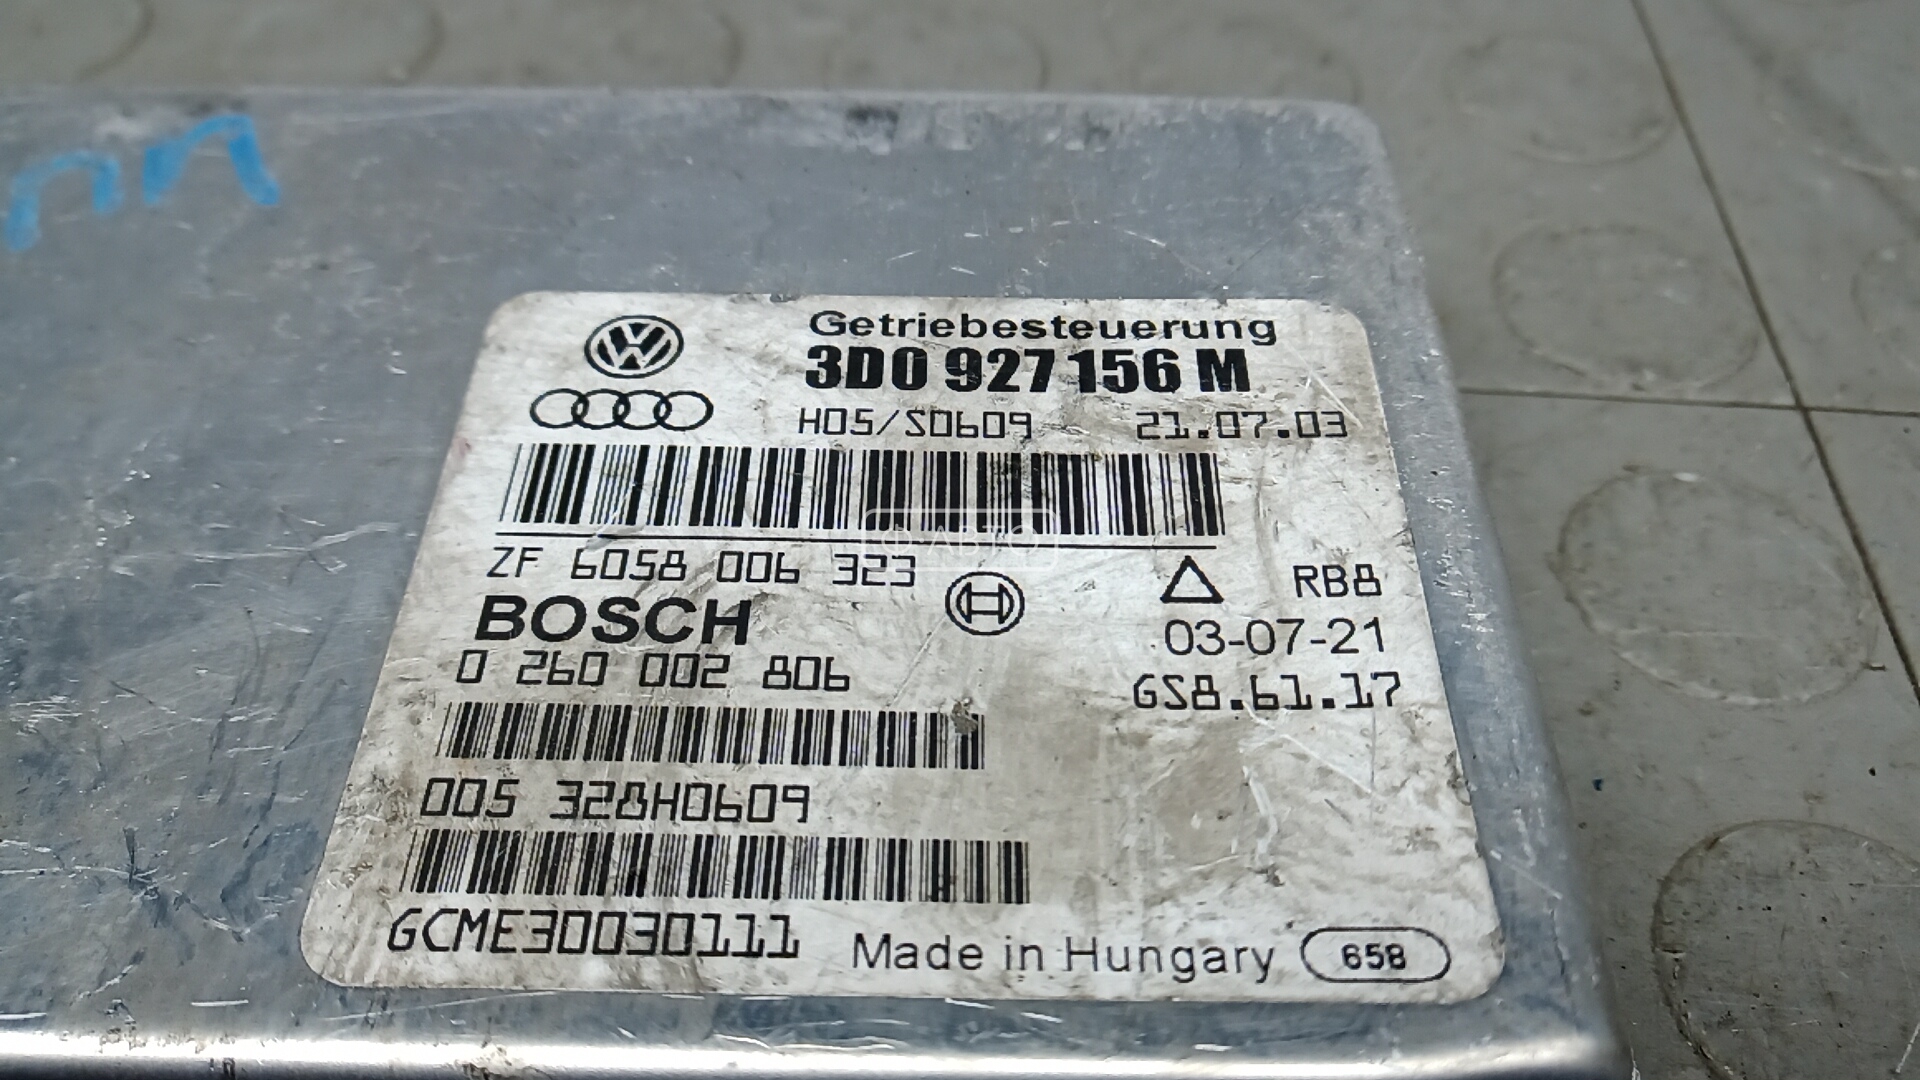 Getriebesteuerung
3D0 927 156 M
H05/S0609 21.07.03
ZF 6058 006 323
BOSCH
0 260 002 806
RB8
03-07-21
GS8.61.17
005 328H0609
GCME30030111
Made in Hungary 658
АВТО